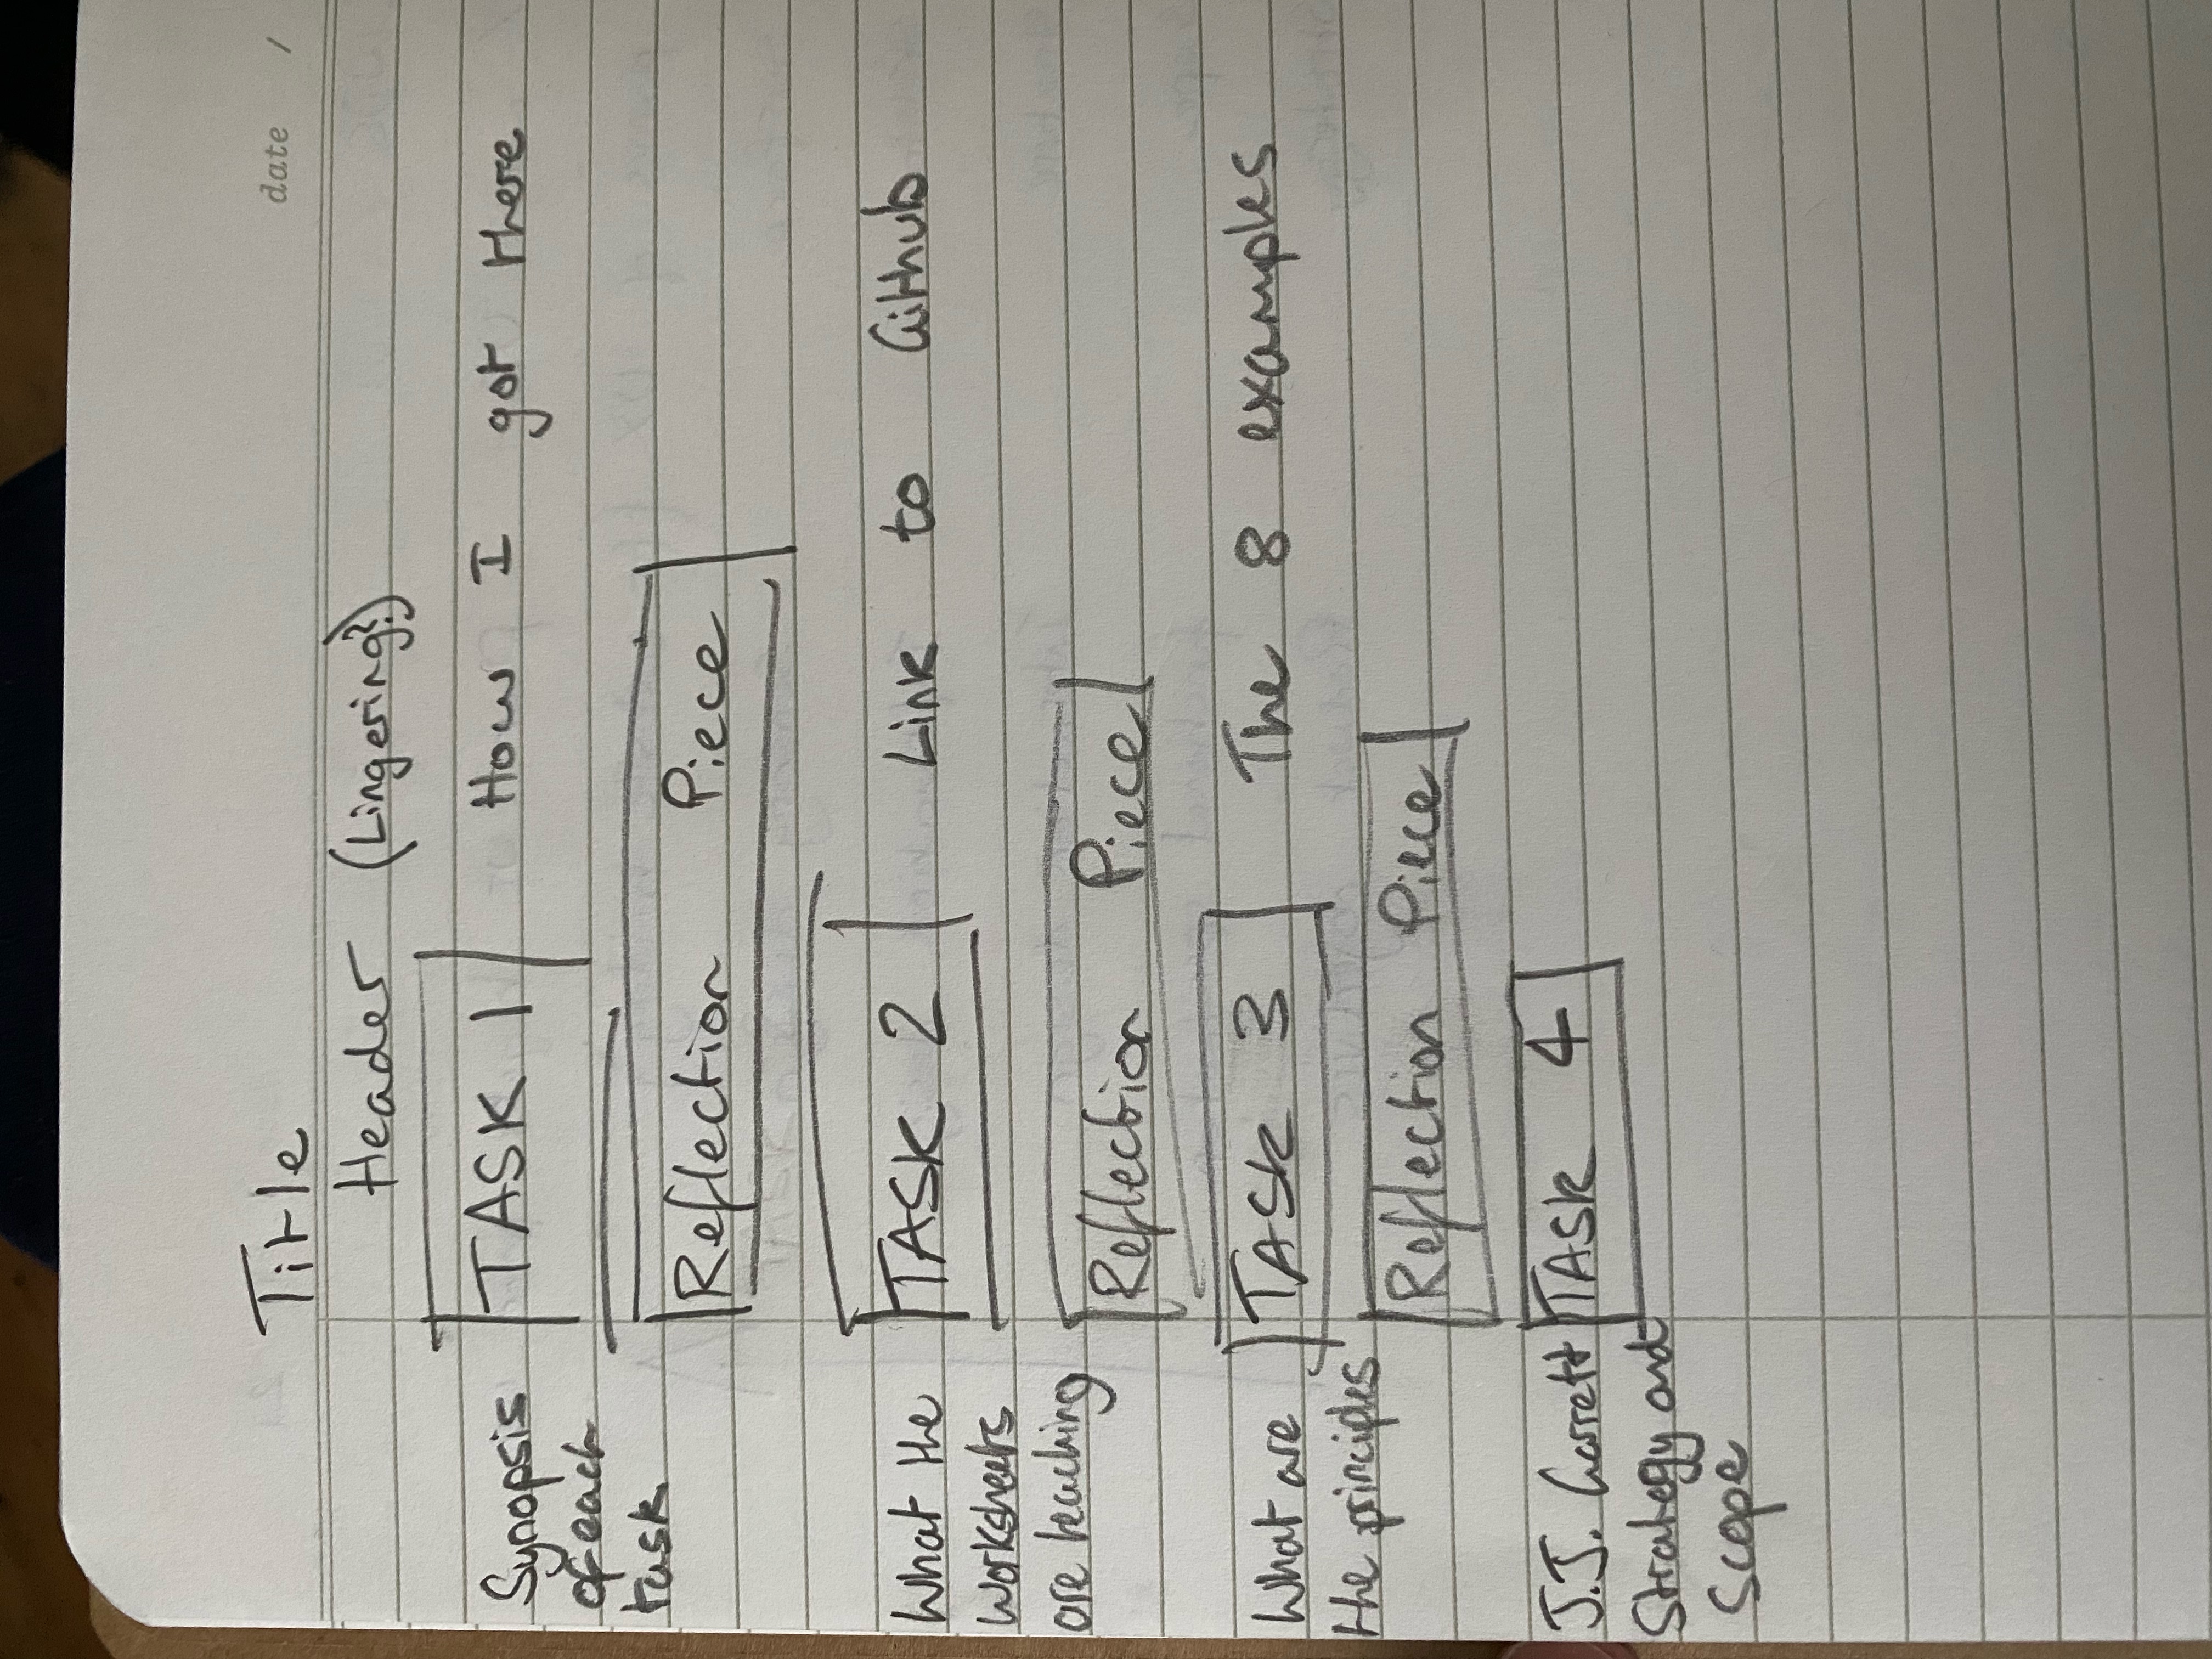 Title
date /
Header (Lingering?)
TASK 1 How I got there
Synopsis
of each
task
Reflection Piece
TASK 2 Link to Github
What the
worksheets
are teaching
Reflection Piece
TASK 3 The 8 examples
What are
the principles
Reflection Piece
J.J. Garrett TASK 4
Strategy and
Scope